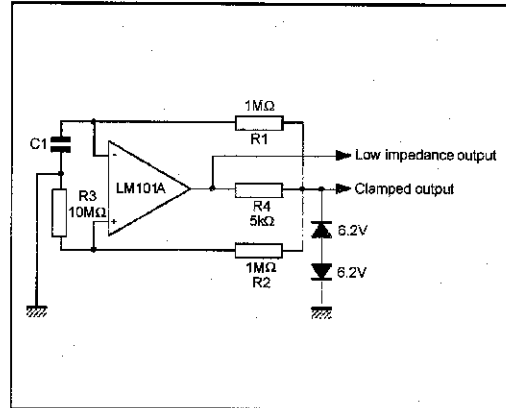 1MΩ
R1
C1
-
LM101A
+
R3
10MΩ
Low impedance output
Clamped output
R4
5kΩ
6.2V
6.2V
1MΩ
R2